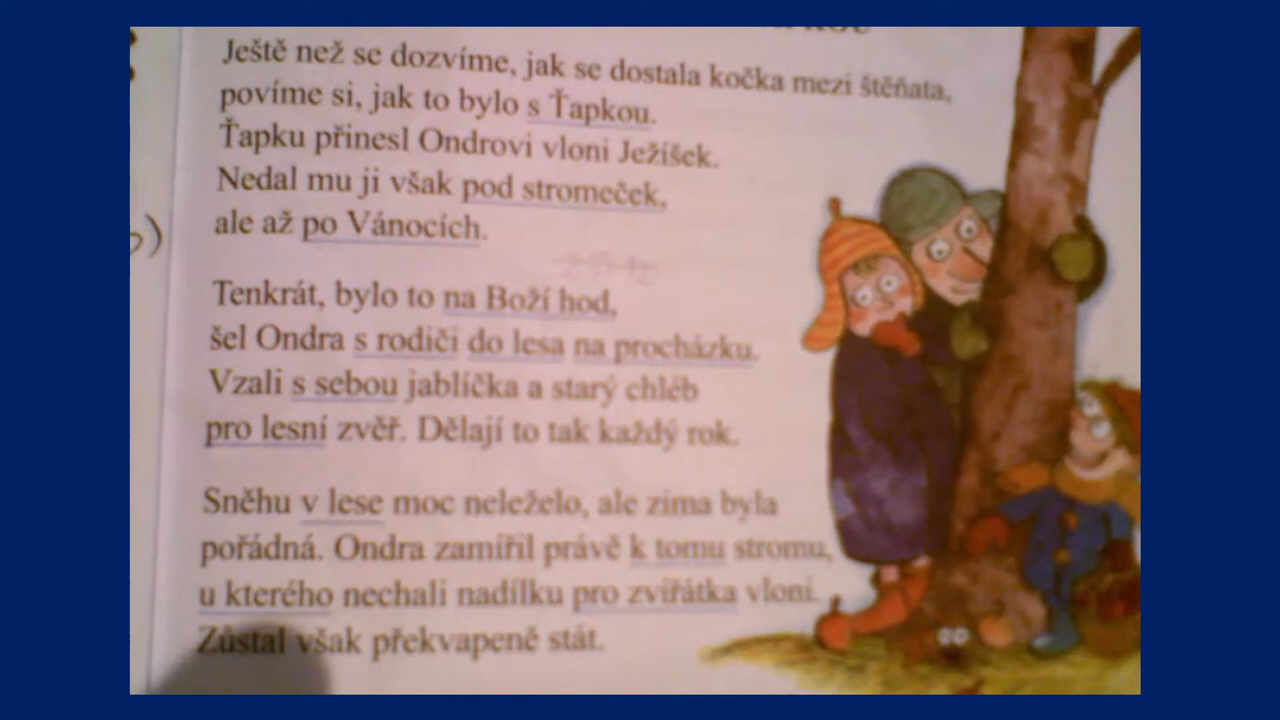 Ještě než se dozvíme, jak se dostala kočka mezi štěňata,
povíme si, jak to bylo s Ťapkou.
Ťapku přinesl Ondrovi vloni Ježíšek.
Nedal mu ji však pod stromeček,
ale až po Vánocích.
Tenkrát, bylo to na Boží hod,
šel Ondra s rodiči do lesa na procházku.
Vzali s sebou jablíčka a starý chléb
pro lesní zvěř. Dělají to tak každý rok.
Sněhu v lese moc neleželo, ale zima byla
pořádná. Ondra zamířil právě k tomu stromu,
u kterého nechali nadílku pro zvířátka vloni.
Zůstal však překvapeně stát.